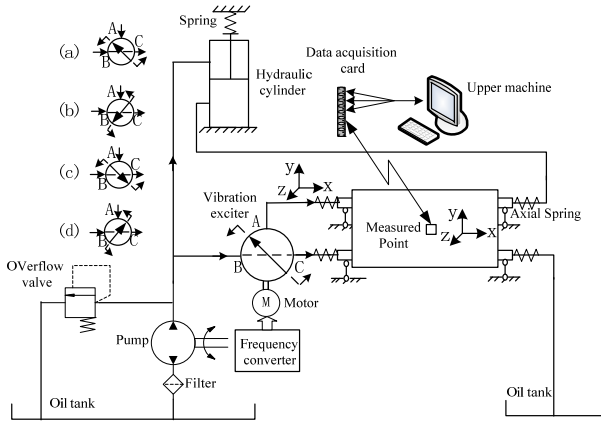 (a)
A
B
C
(b)
A
B
C
(c)
A
B
C
(d)
A
B
C
Spring
Hydraulic
cylinder
Data acquisition
card
Upper machine
Vibration
exciter
A
B
C
y
z
x
Measured
Point
y
z
x
Axial Spring
OVerflow
valve
M
Motor
Pump
Frequency
converter
Filter
Oil tank
Oil tank